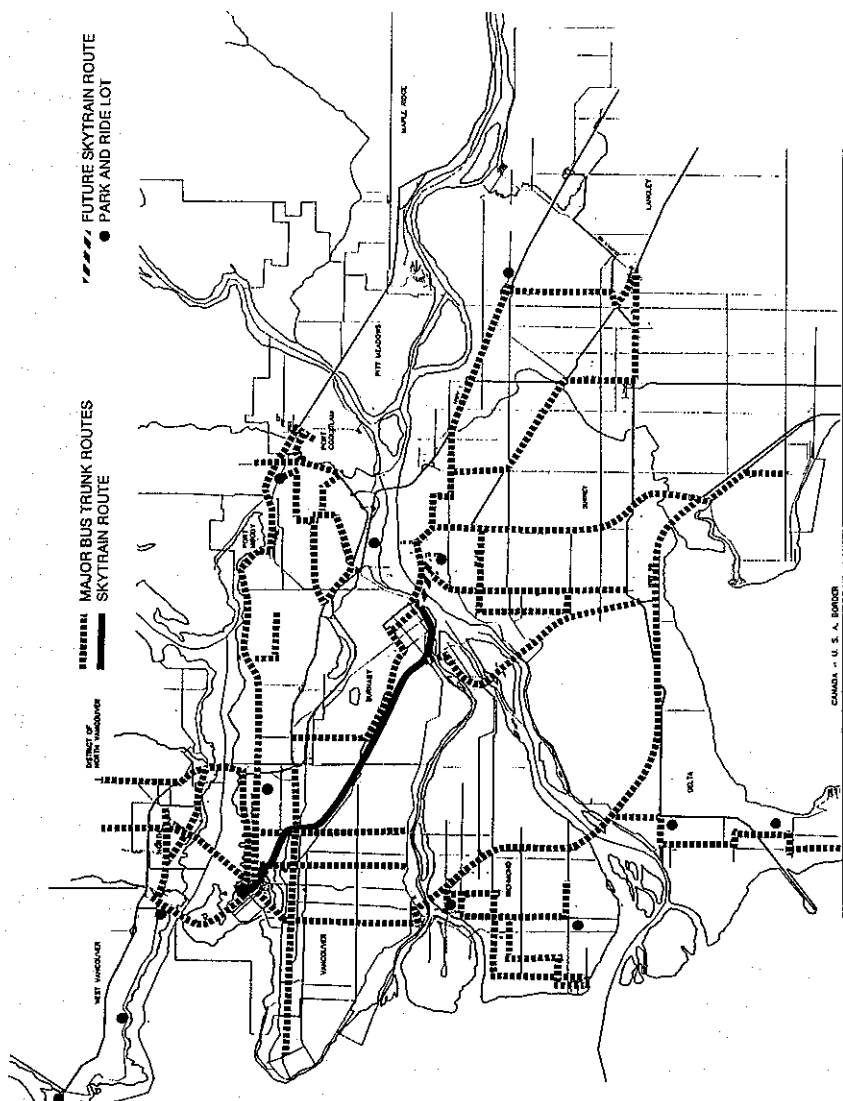 MAJOR BUS TRUNK ROUTES
SKYTRAIN ROUTE
FUTURE SKYTRAIN ROUTE
PARK AND RIDE LOT
WEST VANCOUVER
DISTRICT OF
NORTH VANCOUVER
VANCOUVER
BURNABY
PORT
MOODY
PORT
COQUITLAM
PITT MEADOWS
MAPLE RIDGE
RICHMOND
SURREY
LANGLEY
DELTA
CANADA - U. S. A. BORDER